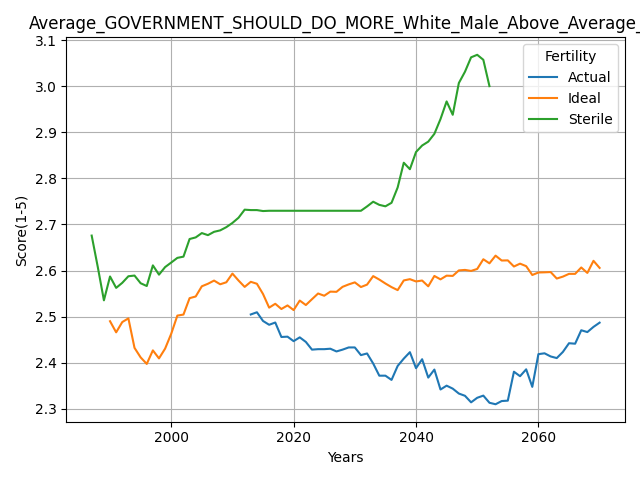 Average_GOVERNMENT_SHOULD_DO_MORE_White_Male_Above_Average_
3.1
3.0
2.9
2.8
2.7
2.6
2.5
2.4
2.3
Score(1-5)
Fertility
Actual
Ideal
Sterile
2000
2020
2040
2060
Years